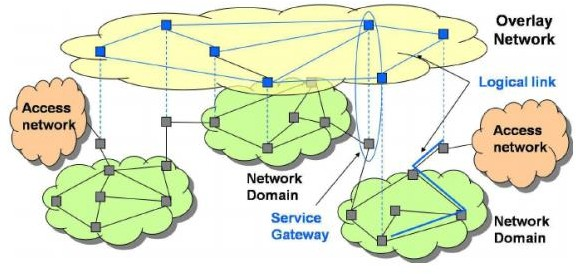 Overlay
Network
Logical link
Access
network
Access
network
Network
Domain
Service
Gateway
Network
Domain